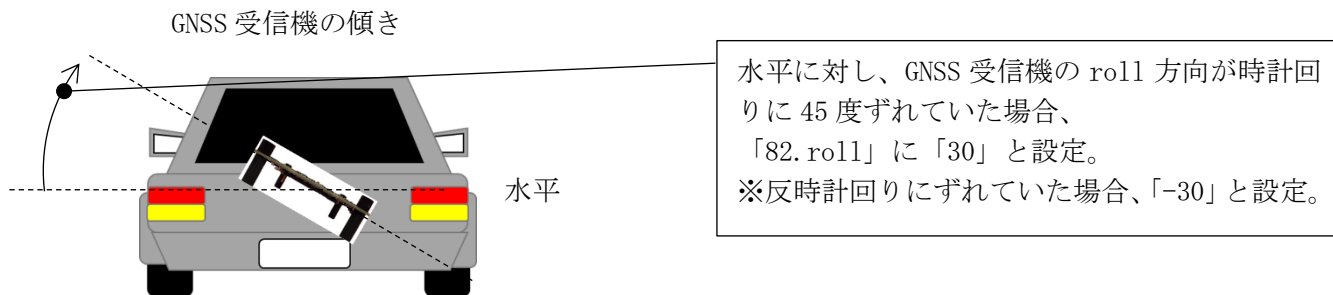 GNSS 受信機の傾き
水平に対し、GNSS 受信機の roll 方向が時計回
りに 45 度ずれていた場合、
「82.roll」に「30」と設定。
※反時計回りにずれていた場合、「-30」と設定。
水平